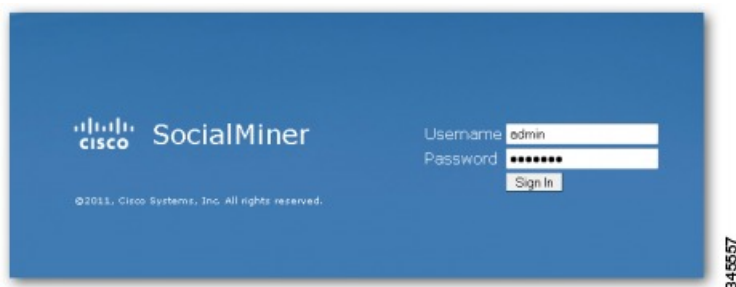 CISCO SocialMiner
Username admin
Password •••••••
Sign In
©2011, Cisco Systems, Inc. All rights reserved.
345557